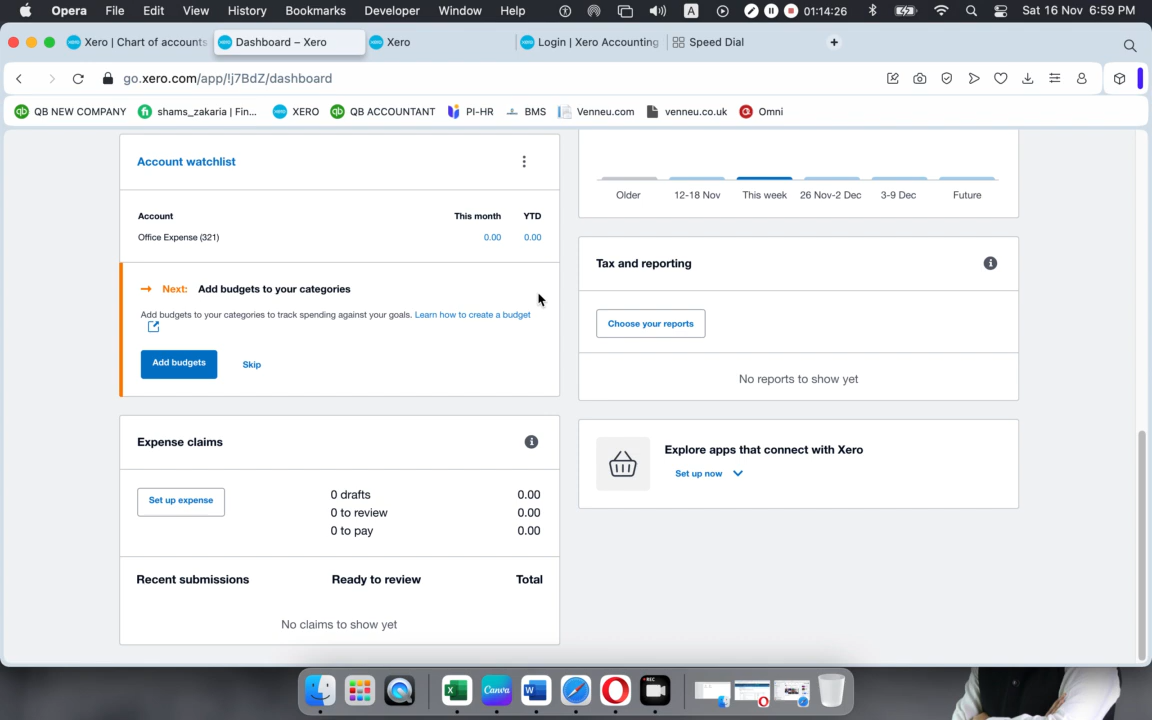 Opera File Edit View History Bookmarks Developer Window Help A 01:14:26 Sat 16 Nov 6:59 PM
Xero | Chart of accounts Dashboard – Xero Xero Login | Xero Accounting Speed Dial
go.xero.com/app/!j7BdZ/dashboard
QB NEW COMPANY shams_zakaria | Fin... XERO QB ACCOUNTANT PI-HR BMS Venneu.com venneu.co.uk Omni
Account watchlist
Account This month YTD
Office Expense (321) 0.00 0.00
Next: Add budgets to your categories
Add budgets to your categories to track spending against your goals. Learn how to create a budget
Add budgets Skip
Expense claims
Set up expense
0 drafts 0.00
0 to review 0.00
0 to pay 0.00
Recent submissions Ready to review Total
No claims to show yet
Older 12-18 Nov This week 26 Nov-2 Dec 3-9 Dec Future
Tax and reporting
Choose your reports
No reports to show yet
Explore apps that connect with Xero
Set up now
Canva
REC